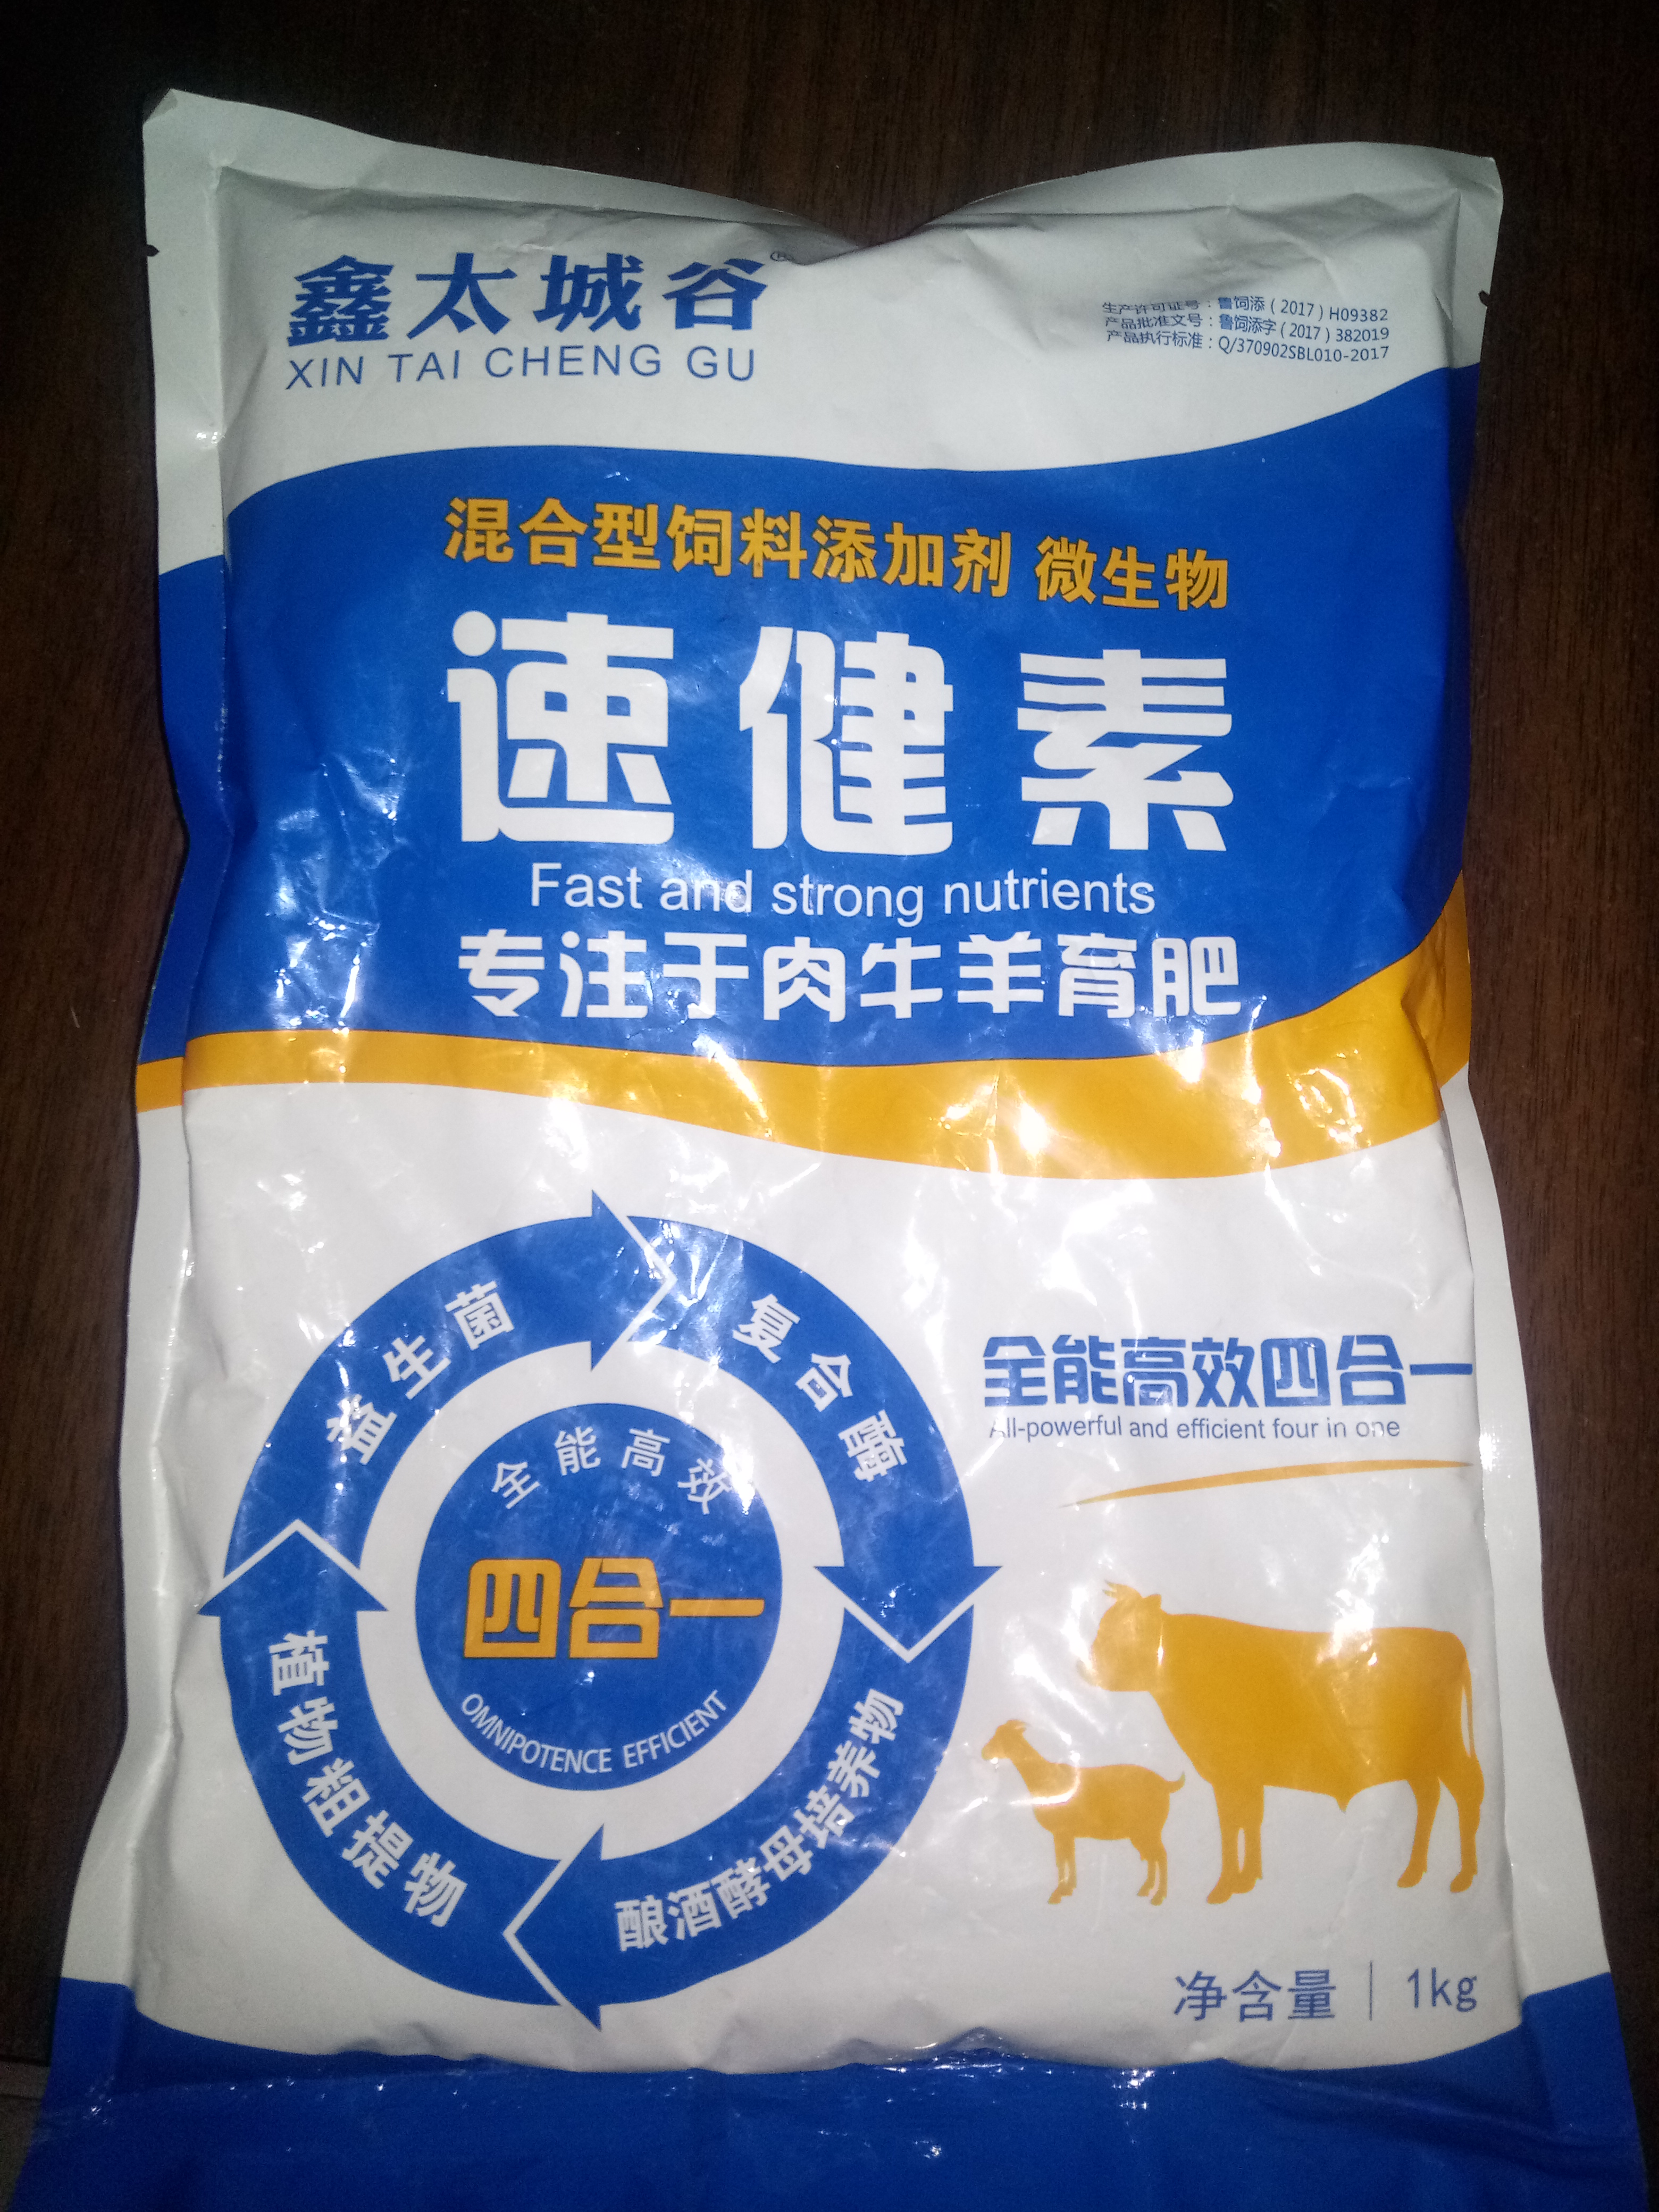 鑫太城谷®
XIN TAI CHENG GU
生产许可证号：鲁饲添（2017）H09382
产品批准文号：鲁饲添字（2017）382019
产品执行标准：Q/370902SBL010-2017
混合型饲料添加剂 微生物
速健素
Fast and strong nutrients
专注于肉牛羊育肥
益生菌
复合酶
酿酒酵母培养物
植物粗提物
全能高效
四合一
OMNIPOTENCE EFFICIENT
全能高效四合一
All-powerful and efficient four in one
净含量 | 1kg